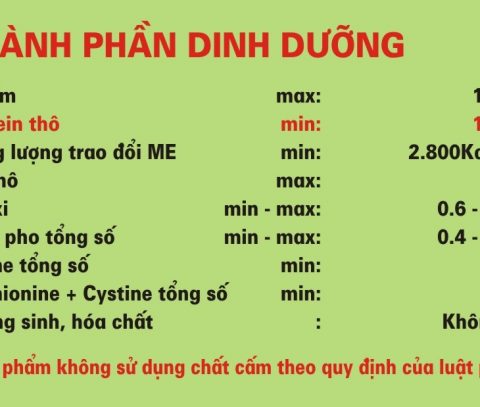 ÀNH PHẦN DINH DƯỠNG
m max: 1
ein thô min: 1
g lượng trao đổi ME min: 2.800Kc
hô max:
xi min - max: 0.6 -
pho tổng số min - max: 0.4 -
ne tổng số min:
hionine + Cystine tổng số min:
ng sinh, hóa chất : Khôn
phẩm không sử dụng chất cấm theo quy định của luật p